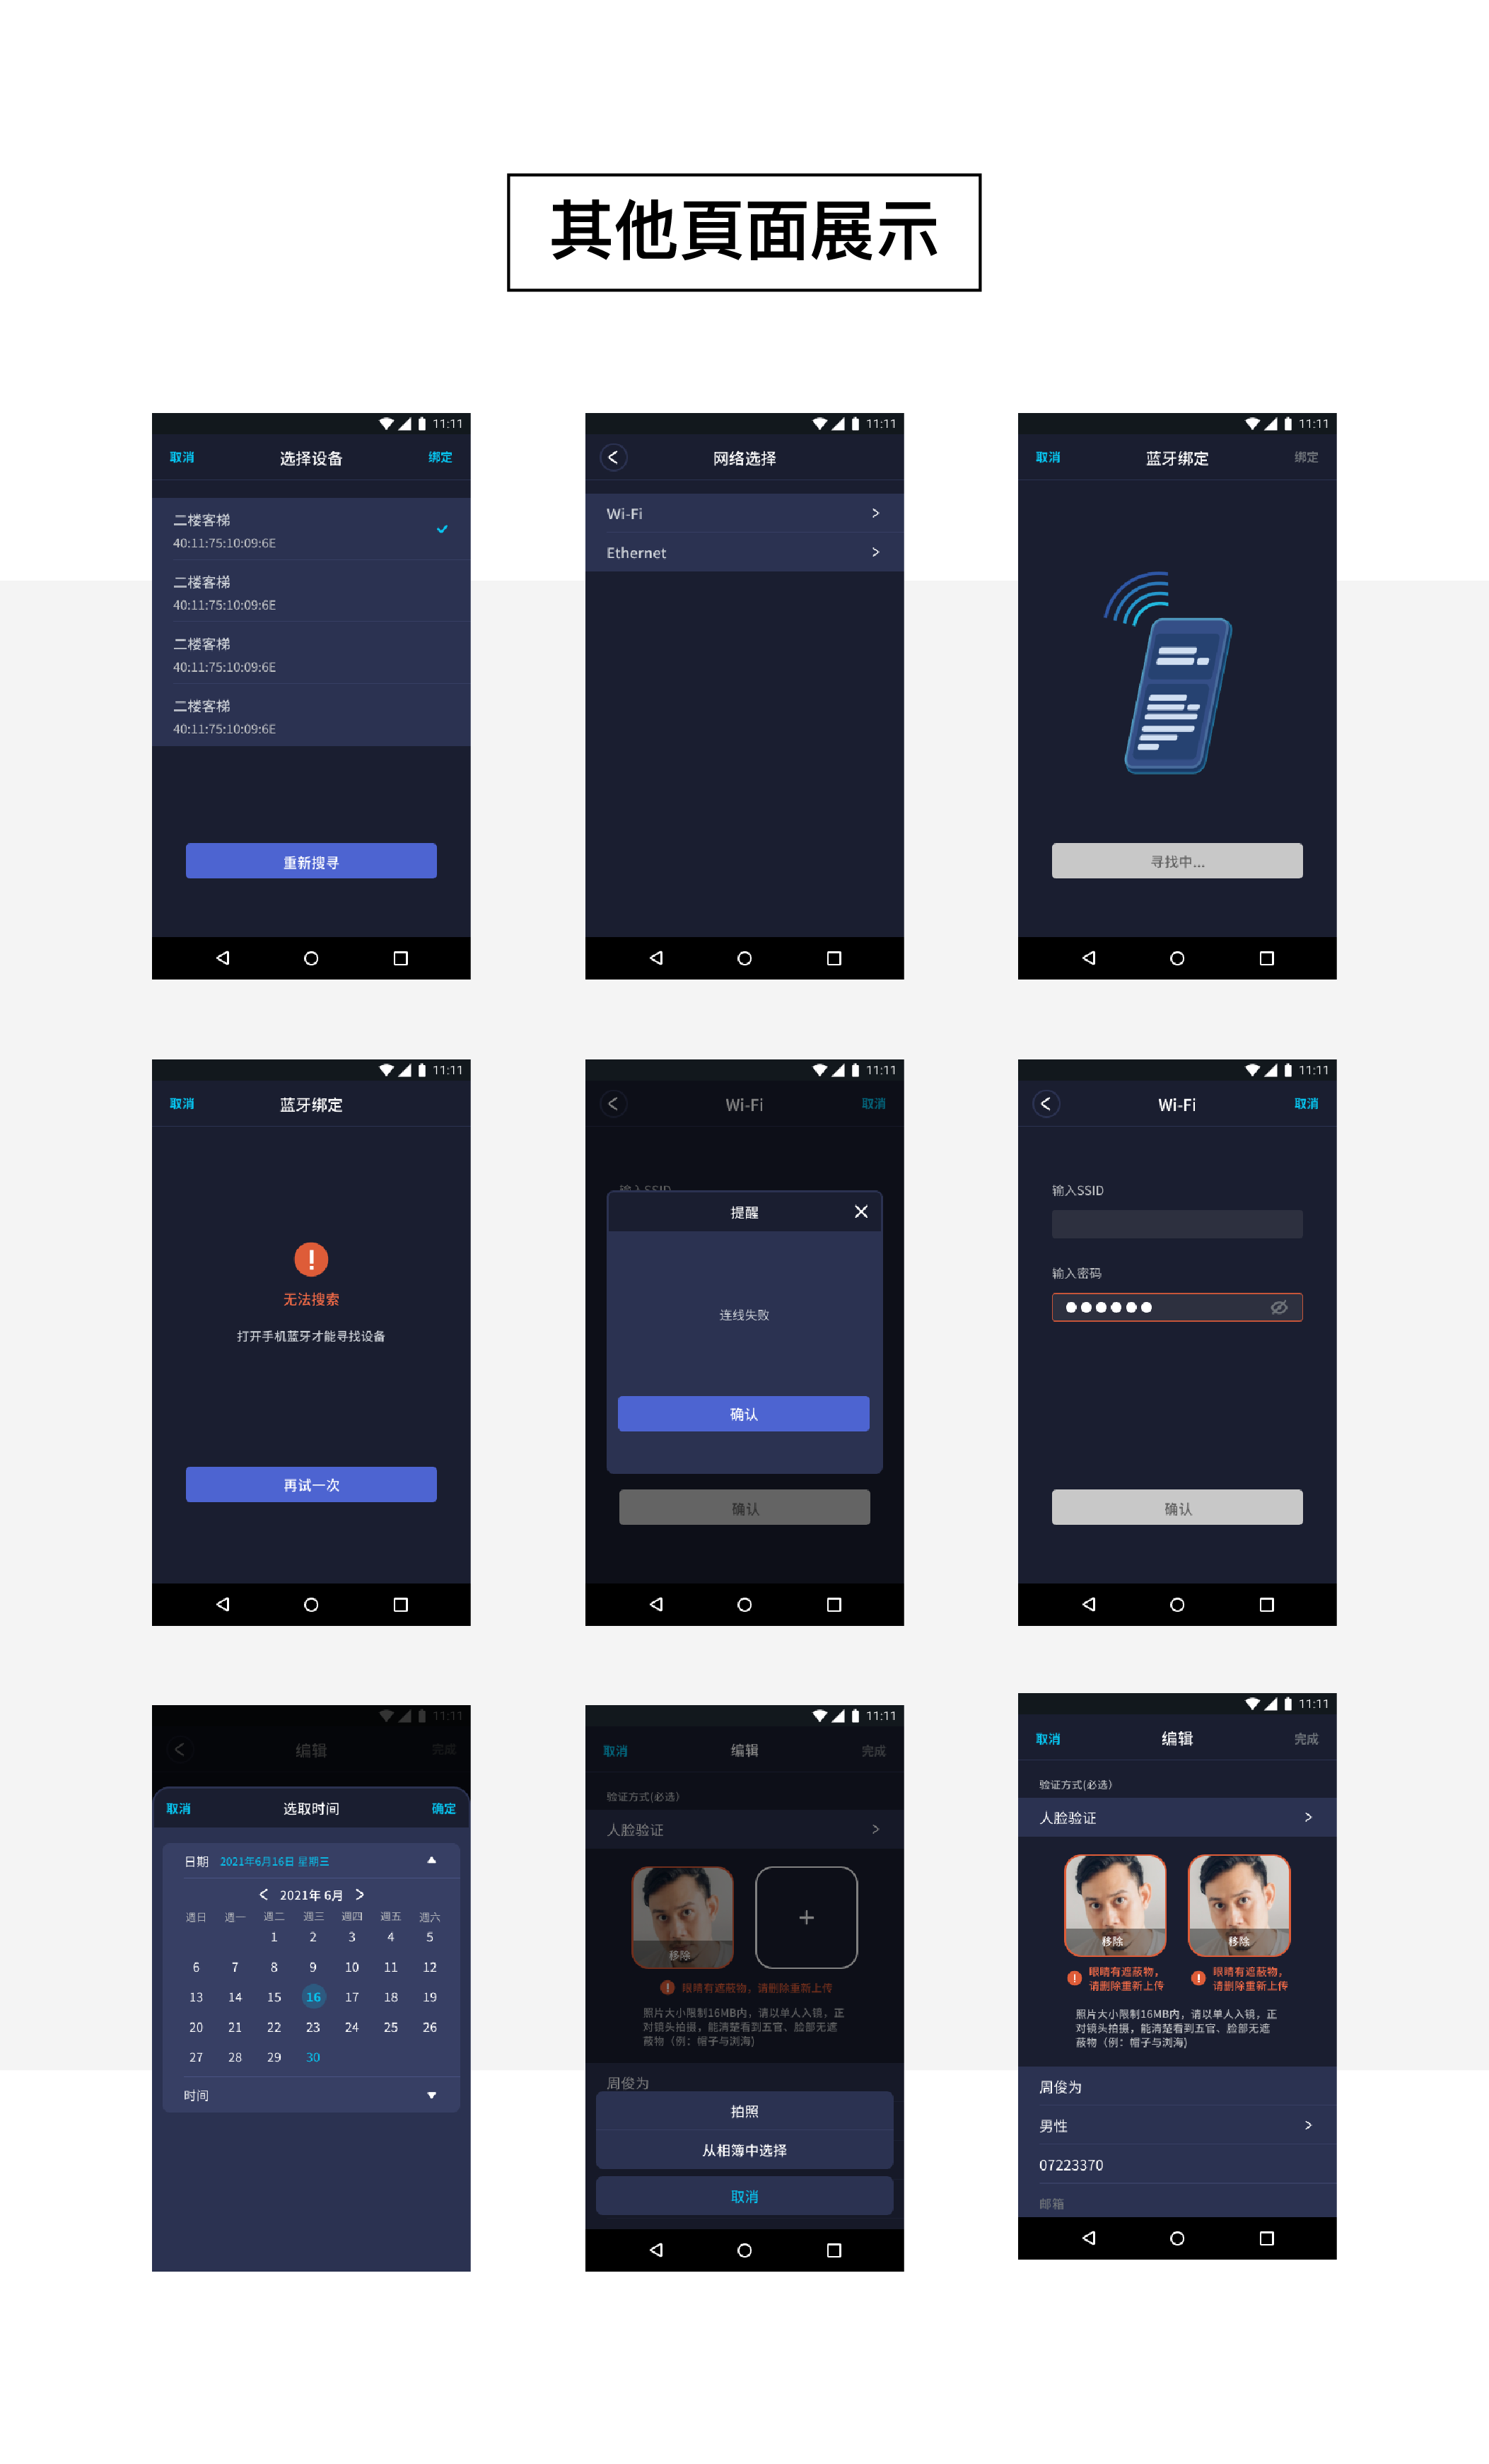 其他頁面展示
11:11
取消 选择设备 绑定
二楼客梯
40:11:75:10:09:6E
二楼客梯
40:11:75:10:09:6E
二楼客梯
40:11:75:10:09:6E
二楼客梯
40:11:75:10:09:6E
重新搜寻
11:11
网络选择
Wi-Fi
Ethernet
11:11
取消 蓝牙绑定 绑定
寻找中...
11:11
取消 蓝牙绑定
无法搜索
打开手机蓝牙才能寻找设备
再试一次
11:11
Wi-Fi 取消
输入SSID
提醒
连线失败
确认
确认
11:11
Wi-Fi 取消
输入SSID
输入密码
确认
11:11
编辑 完成
取消 选取时间 确定
日期 2021年6月16日 星期三
2021年 6月
週日 週一 週二 週三 週四 週五 週六
1 2 3 4 5
6 7 8 9 10 11 12
13 14 15 16 17 18 19
20 21 22 23 24 25 26
27 28 29 30
时间
11:11
取消 编辑 完成
验证方式(必选)
人脸验证
移除
眼睛有遮蔽物，请删除重新上传
照片大小限制16MB内，请以单人入镜，正
对镜头拍摄，能清楚看到五官、脸部无遮
蔽物（例：帽子与浏海)
周俊为
拍照
从相簿中选择
取消
11:11
取消 编辑 完成
验证方式(必选)
人脸验证
移除 移除
眼睛有遮蔽物， 眼睛有遮蔽物，
请删除重新上传 请删除重新上传
照片大小限制16MB内，请以单人入镜，正
对镜头拍摄，能清楚看到五官、脸部无遮
蔽物（例：帽子与浏海)
周俊为
男性
07223370
邮箱